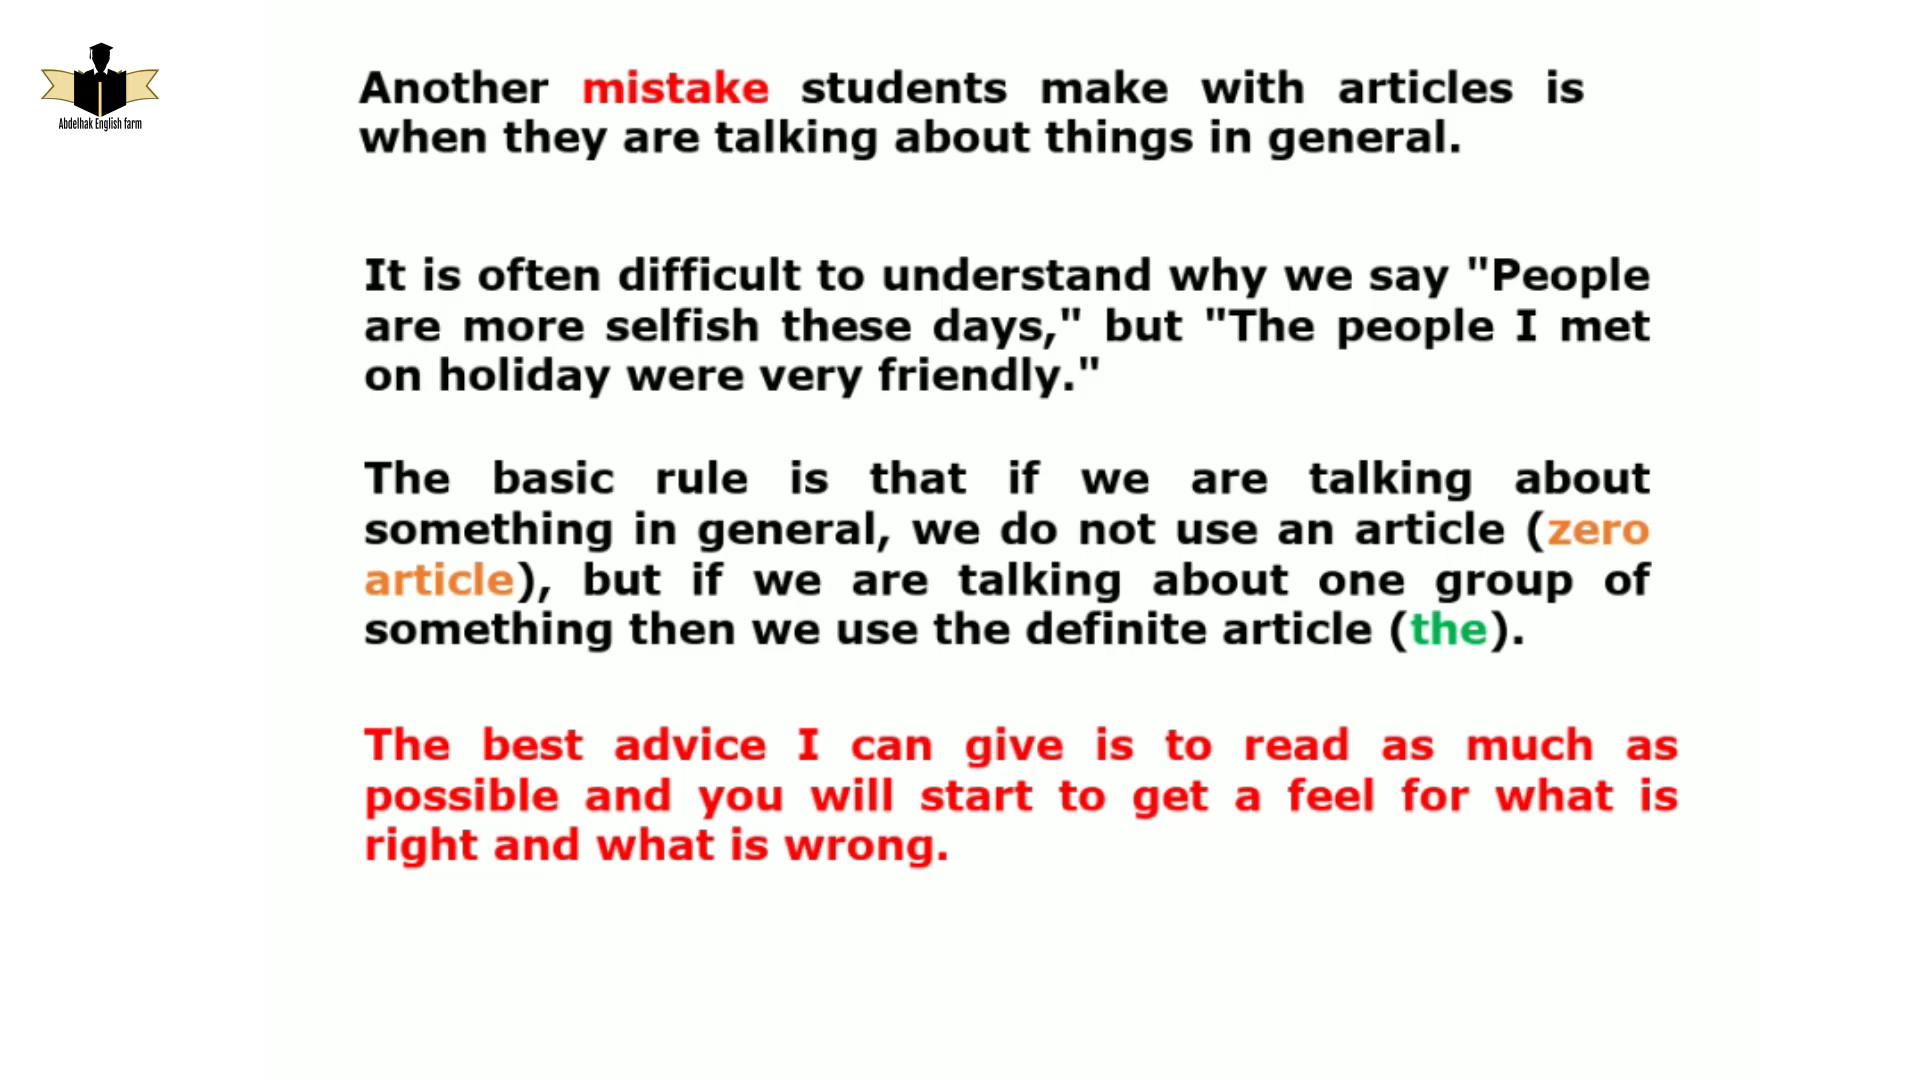 Abdelhak English farm
Another mistake students make with articles is
when they are talking about things in general.
It is often difficult to understand why we say "People
are more selfish these days," but "The people I met
on holiday were very friendly."
The basic rule is that if we are talking about
something in general, we do not use an article (zero
article), but if we are talking about one group of
something then we use the definite article (the).
The best advice I can give is to read as much as
possible and you will start to get a feel for what is
right and what is wrong.